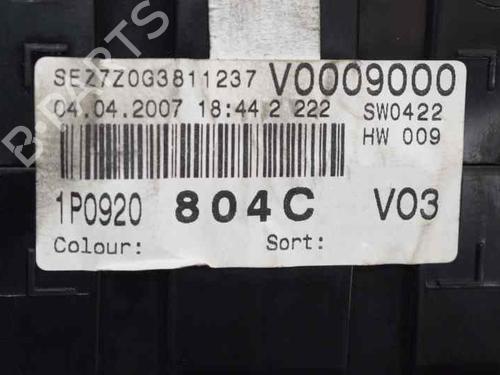 SEZ7Z0G3811237 V0009000
04.04.2007 18:44 2 222 SW0422
HW 009
1P0920 804C V03
Colour: Sort: